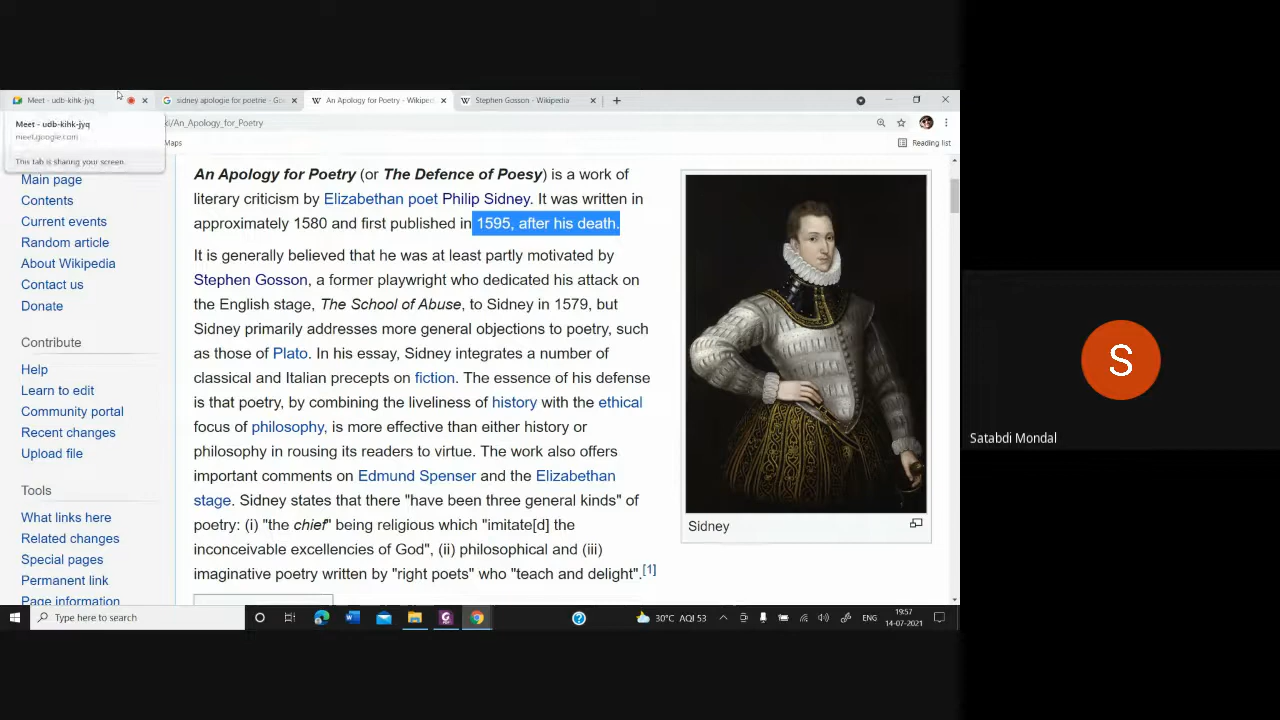 Meet - udb-kihk-jyq
sidney apologie for poetrie - Go
An Apology for Poetry - Wikiped
Stephen Gosson - Wikipedia
Meet - udb-kihk-jyq
meet.google.com
This tab is sharing your screen.
i/An_Apology_for_Poetry
Maps
Reading list
Main page
Contents
Current events
Random article
About Wikipedia
Contact us
Donate
Contribute
Help
Learn to edit
Community portal
Recent changes
Upload file
Tools
What links here
Related changes
Special pages
Permanent link
Page information
An Apology for Poetry (or The Defence of Poesy) is a work of
literary criticism by Elizabethan poet Philip Sidney. It was written in
approximately 1580 and first published in 1595, after his death.
It is generally believed that he was at least partly motivated by
Stephen Gosson, a former playwright who dedicated his attack on
the English stage, The School of Abuse, to Sidney in 1579, but
Sidney primarily addresses more general objections to poetry, such
as those of Plato. In his essay, Sidney integrates a number of
classical and Italian precepts on fiction. The essence of his defense
is that poetry, by combining the liveliness of history with the ethical
focus of philosophy, is more effective than either history or
philosophy in rousing its readers to virtue. The work also offers
important comments on Edmund Spenser and the Elizabethan
stage. Sidney states that there "have been three general kinds" of
poetry: (i) "the chief" being religious which "imitate[d] the
inconceivable excellencies of God", (ii) philosophical and (iii)
imaginative poetry written by "right poets" who "teach and delight".[1]
Sidney
S
Satabdi Mondal
Type here to search
30°C AQI 53
ENG
19:57
14-07-2021